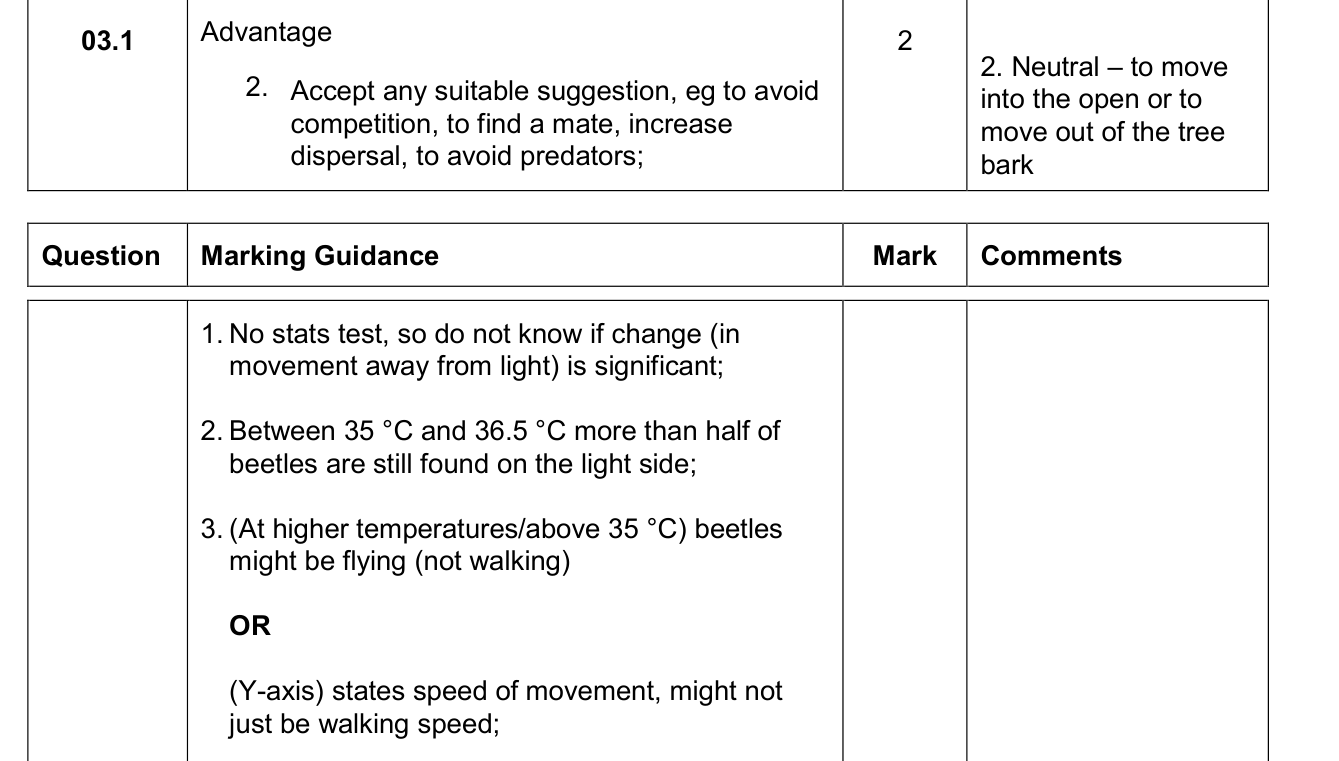 03.1
Advantage
2. Accept any suitable suggestion, eg to avoid
competition, to find a mate, increase
dispersal, to avoid predators;
2
2. Neutral – to move
into the open or to
move out of the tree
bark
Question Marking Guidance Mark Comments
1. No stats test, so do not know if change (in
movement away from light) is significant;
2. Between 35 °C and 36.5 °C more than half of
beetles are still found on the light side;
3. (At higher temperatures/above 35 °C) beetles
might be flying (not walking)
OR
(Y-axis) states speed of movement, might not
just be walking speed;